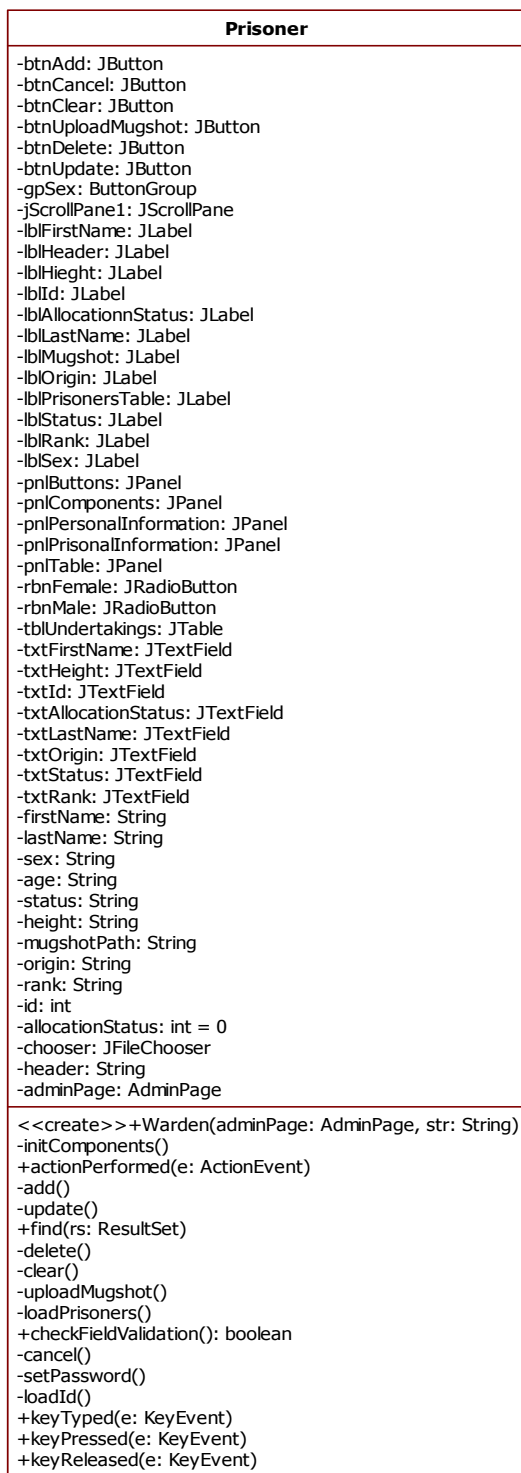 Prisoner
-btnAdd: JButton
-btnCancel: JButton
-btnClear: JButton
-btnUploadMugshot: JButton
-btnDelete: JButton
-btnUpdate: JButton
-gpSex: ButtonGroup
-jScrollPane1: JScrollPane
-lblFirstName: JLabel
-lblHeader: JLabel
-lblHieght: JLabel
-lblId: JLabel
-lblAllocationnStatus: JLabel
-lblLastName: JLabel
-lblMugshot: JLabel
-lblOrigin: JLabel
-lblPrisonersTable: JLabel
-lblStatus: JLabel
-lblRank: JLabel
-lblSex: JLabel
-pnlButtons: JPanel
-pnlComponents: JPanel
-pnlPersonalInformation: JPanel
-pnlPrisonalInformation: JPanel
-pnlTable: JPanel
-rbnFemale: JRadioButton
-rbnMale: JRadioButton
-tblUndertakings: JTable
-txtFirstName: JTextField
-txtHeight: JTextField
-txtId: JTextField
-txtAllocationStatus: JTextField
-txtLastName: JTextField
-txtOrigin: JTextField
-txtStatus: JTextField
-txtRank: JTextField
-firstName: String
-lastName: String
-sex: String
-age: String
-status: String
-height: String
-mugshotPath: String
-origin: String
-rank: String
-id: int
-allocationStatus: int = 0
-chooser: JFileChooser
-header: String
-adminPage: AdminPage
<<create>>+Warden(adminPage: AdminPage, str: String)
-initComponents()
+actionPerformed(e: ActionEvent)
-add()
-update()
+find(rs: ResultSet)
-delete()
-clear()
-uploadMugshot()
-loadPrisoners()
+checkFieldValidation(): boolean
-cancel()
-setPassword()
-loadId()
+keyTyped(e: KeyEvent)
+keyPressed(e: KeyEvent)
+keyReleased(e: KeyEvent)